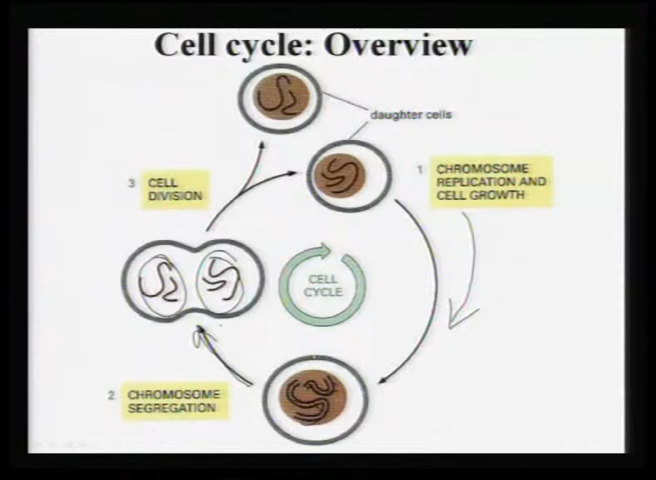 Cell cycle: Overview
daughter cells
1 CHROMOSOME
REPLICATION AND
CELL GROWTH
3 CELL
DIVISION
CELL
CYCLE
2 CHROMOSOME
SEGREGATION